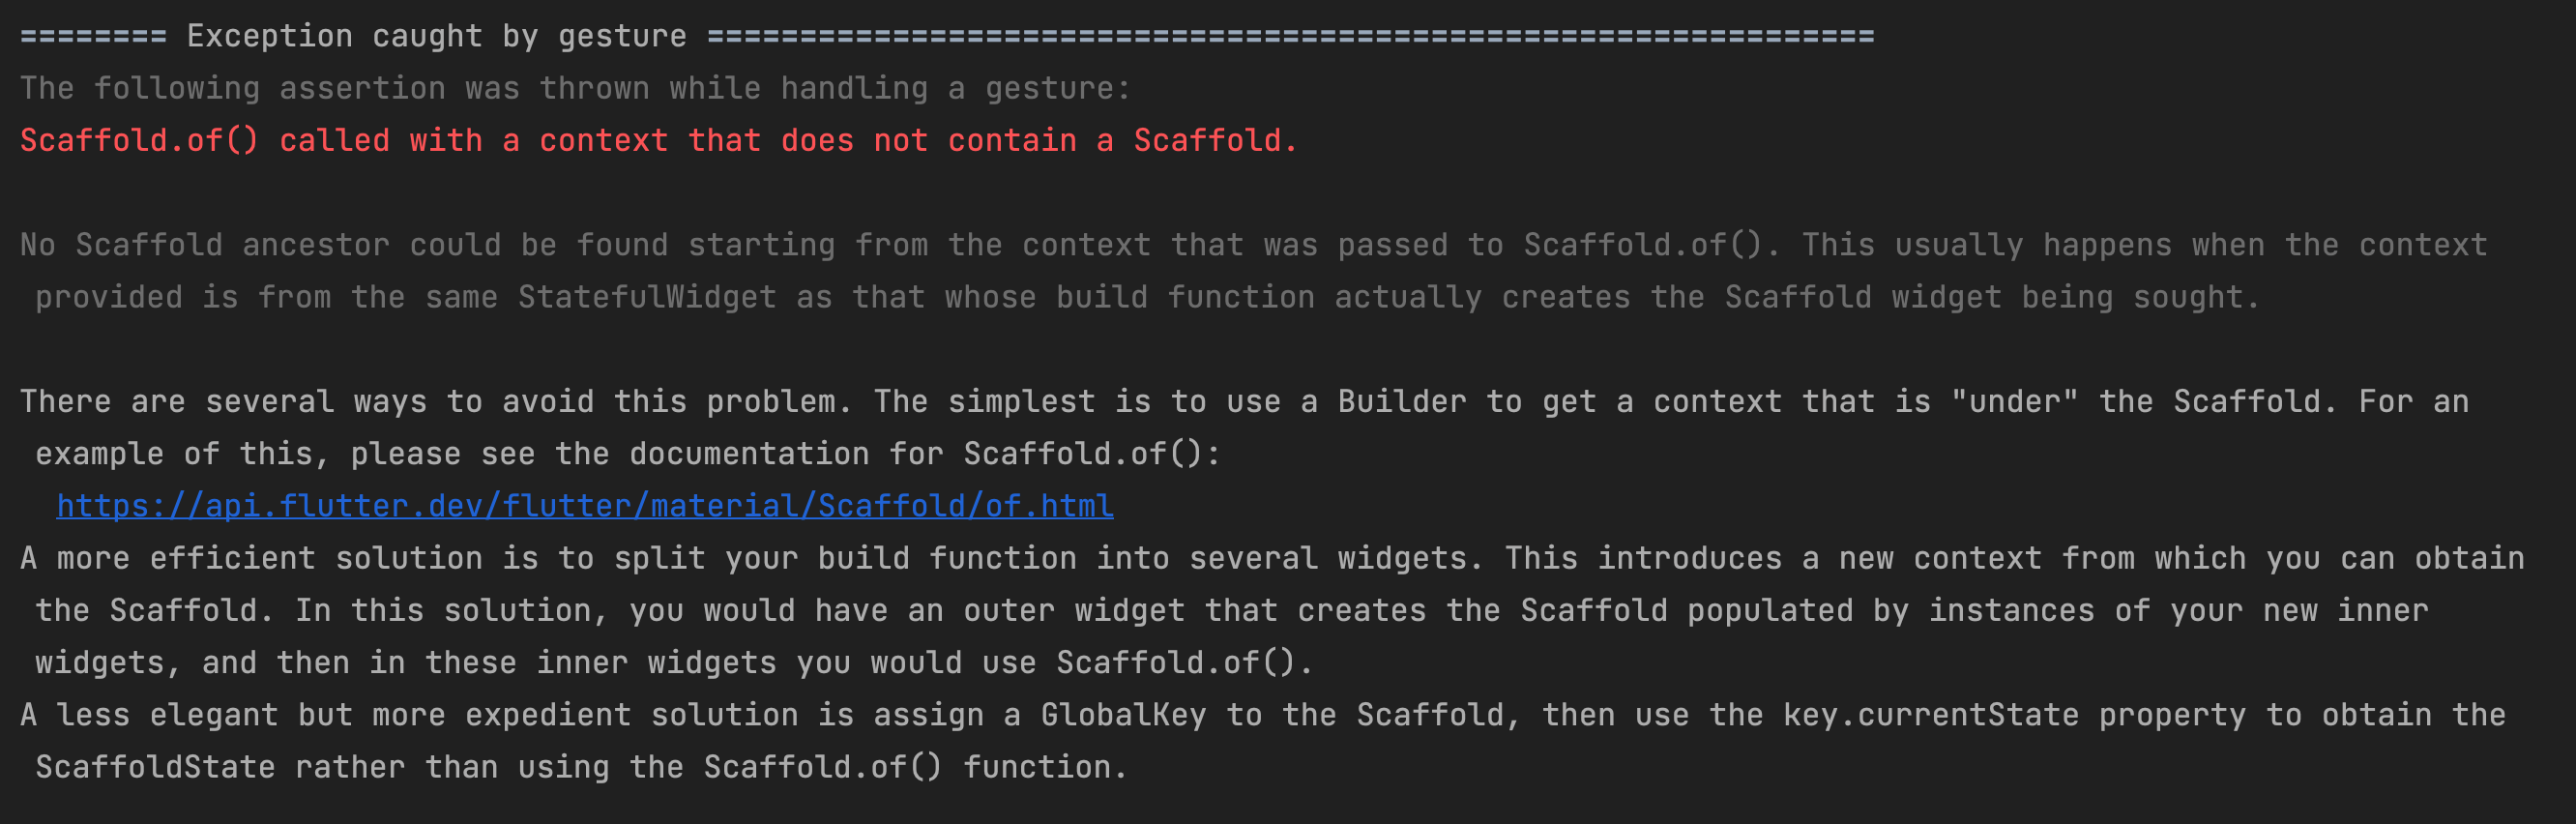 ======== Exception caught by gesture ===============================================================
The following assertion was thrown while handling a gesture:
Scaffold.of() called with a context that does not contain a Scaffold.

No Scaffold ancestor could be found starting from the context that was passed to Scaffold.of(). This usually happens when the context
provided is from the same StatefulWidget as that whose build function actually creates the Scaffold widget being sought.

There are several ways to avoid this problem. The simplest is to use a Builder to get a context that is "under" the Scaffold. For an
example of this, please see the documentation for Scaffold.of():
https://api.flutter.dev/flutter/material/Scaffold/of.html
A more efficient solution is to split your build function into several widgets. This introduces a new context from which you can obtain
the Scaffold. In this solution, you would have an outer widget that creates the Scaffold populated by instances of your new inner
widgets, and then in these inner widgets you would use Scaffold.of().
A less elegant but more expedient solution is assign a GlobalKey to the Scaffold, then use the key.currentState property to obtain the
ScaffoldState rather than using the Scaffold.of() function.